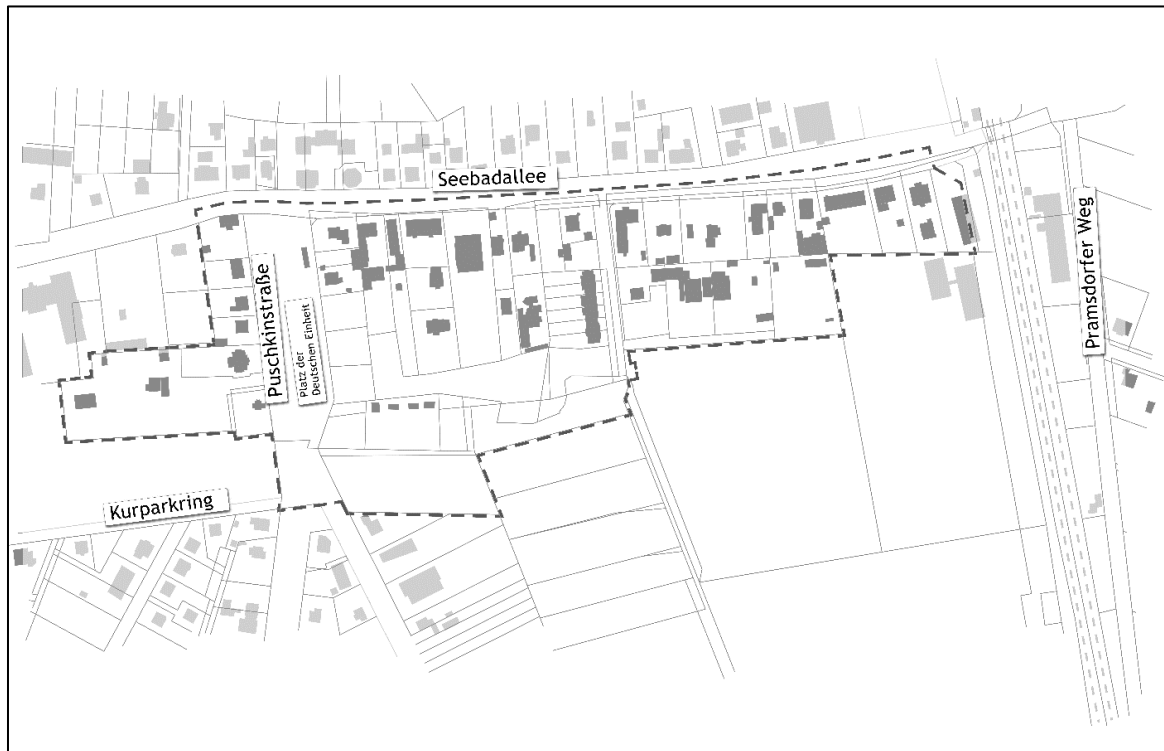 Seebadallee
Pramsdorfer Weg
Puschkinstraße
Platz der
Deutschen Einheit
Kurparkring